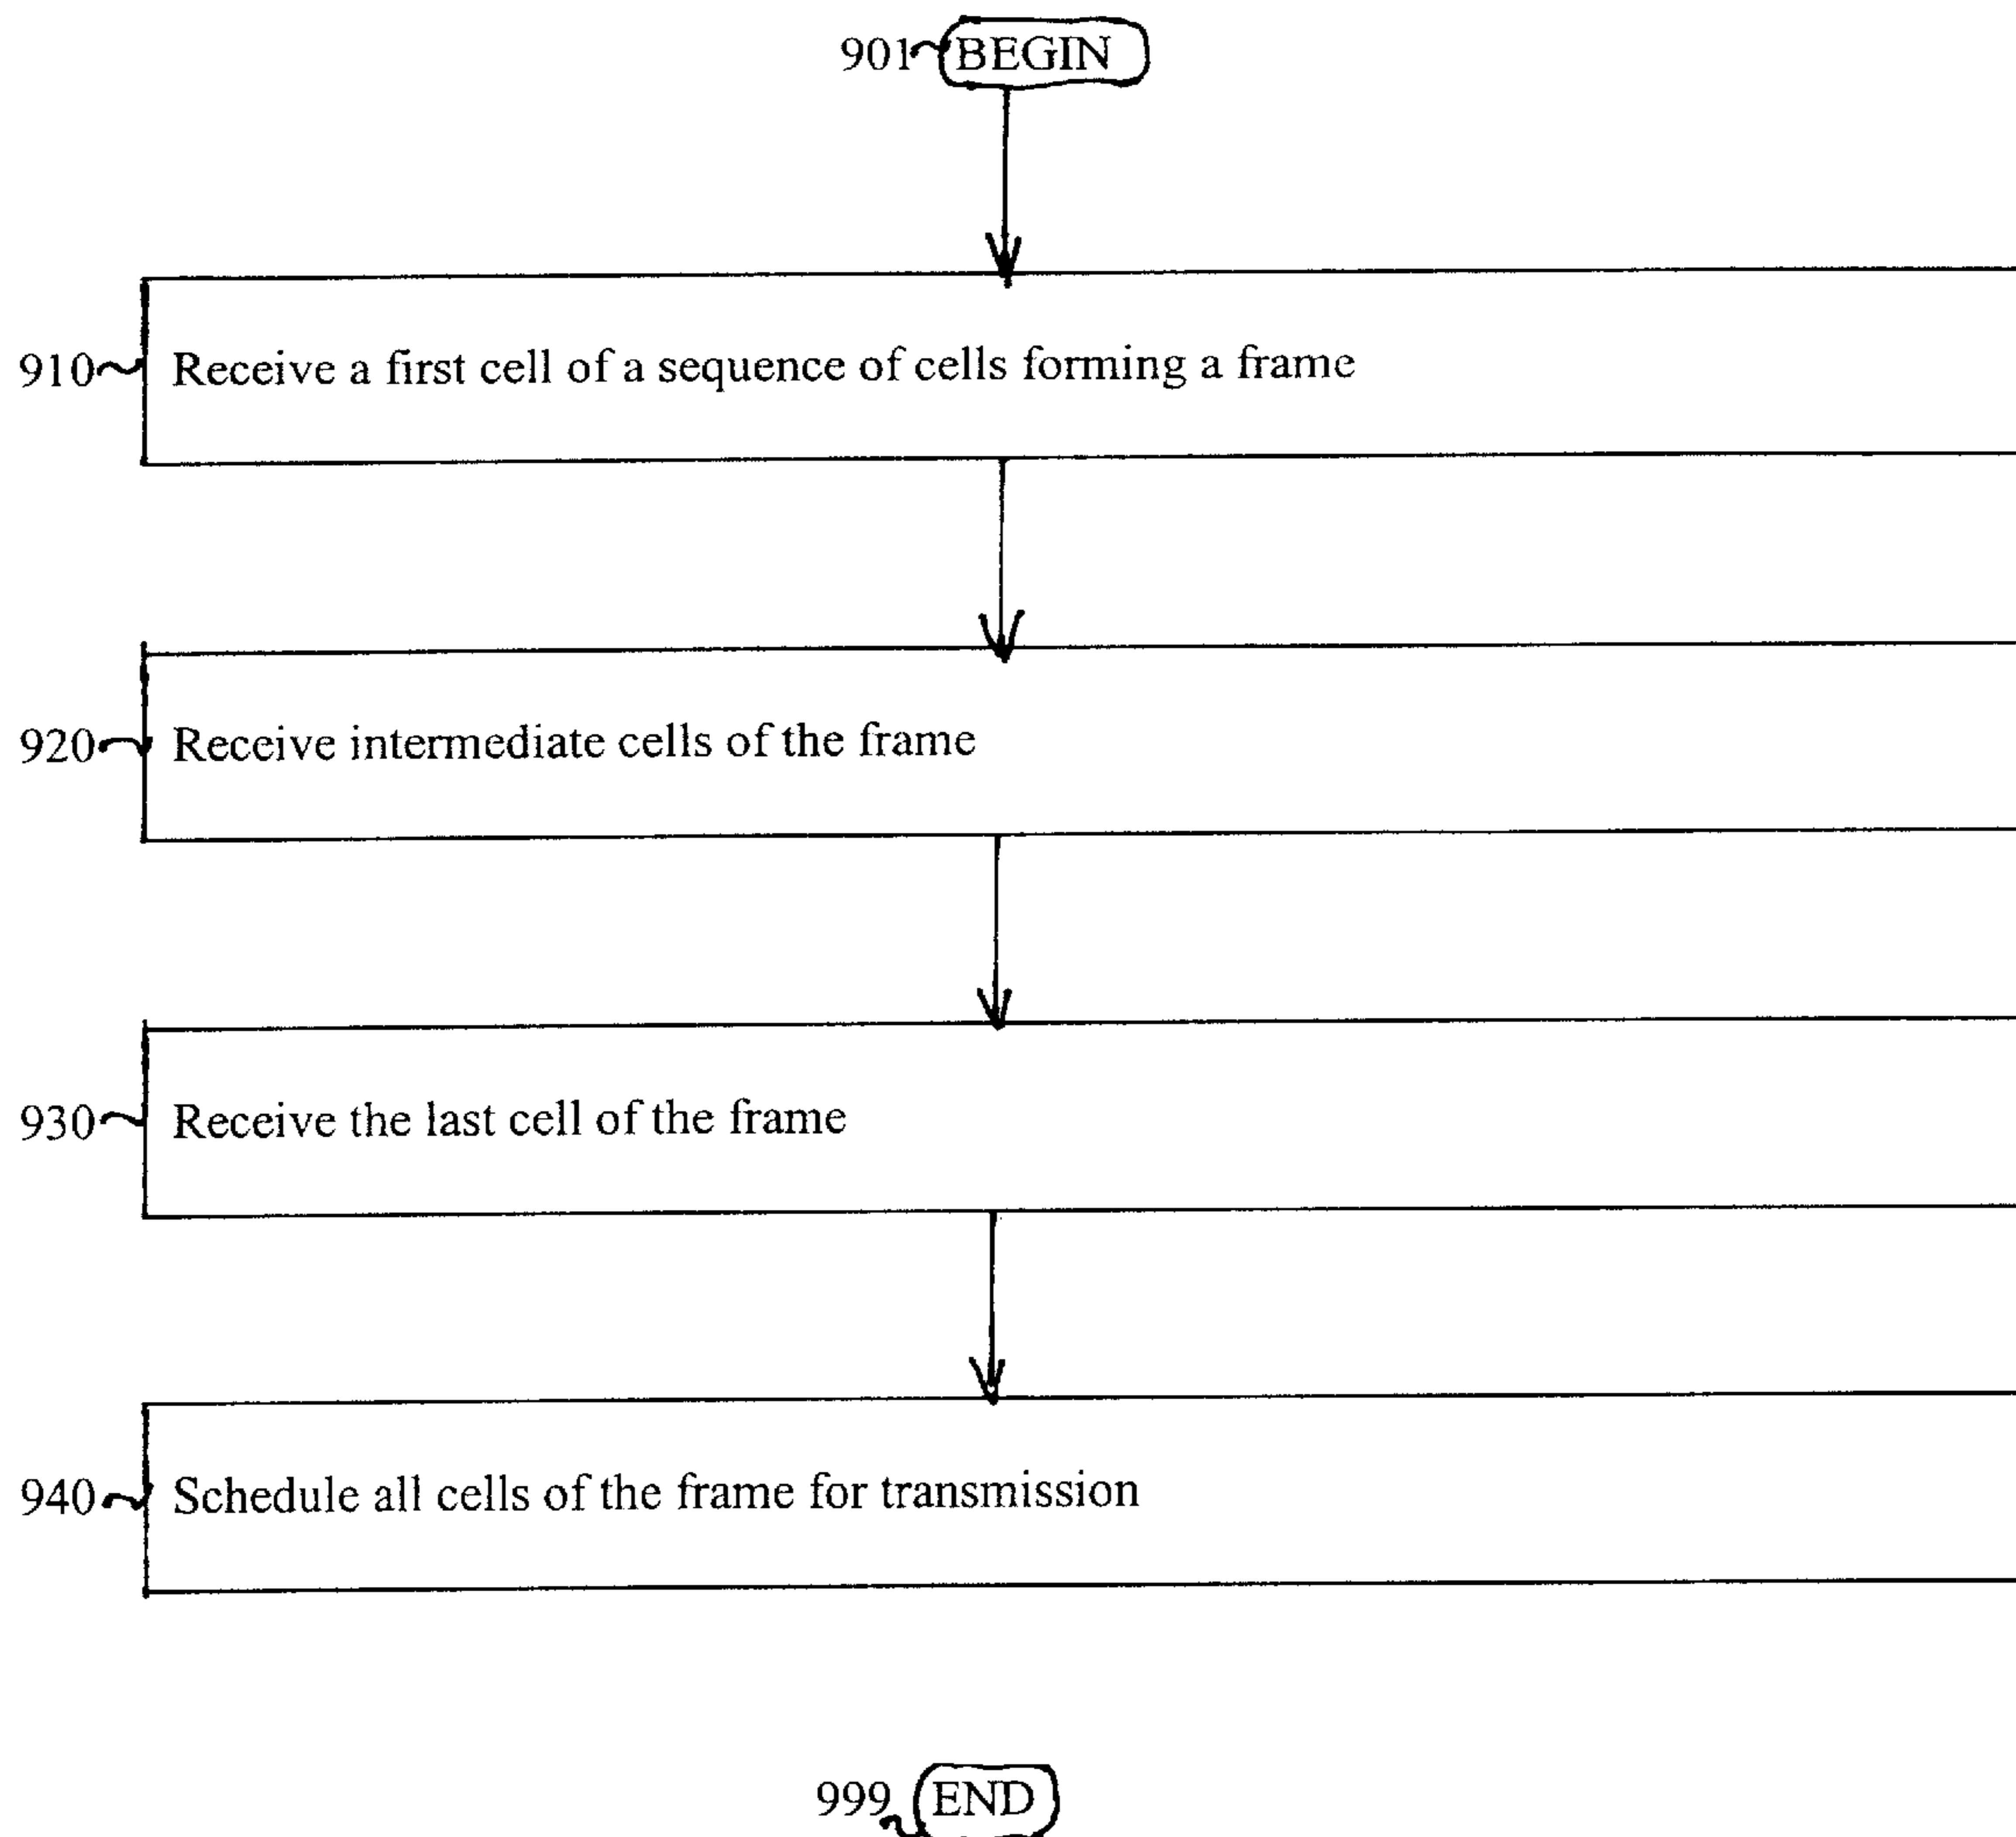 901 BEGIN
910 Receive a first cell of a sequence of cells forming a frame
920 Receive intermediate cells of the frame
930 Receive the last cell of the frame
940 Schedule all cells of the frame for transmission
999 END